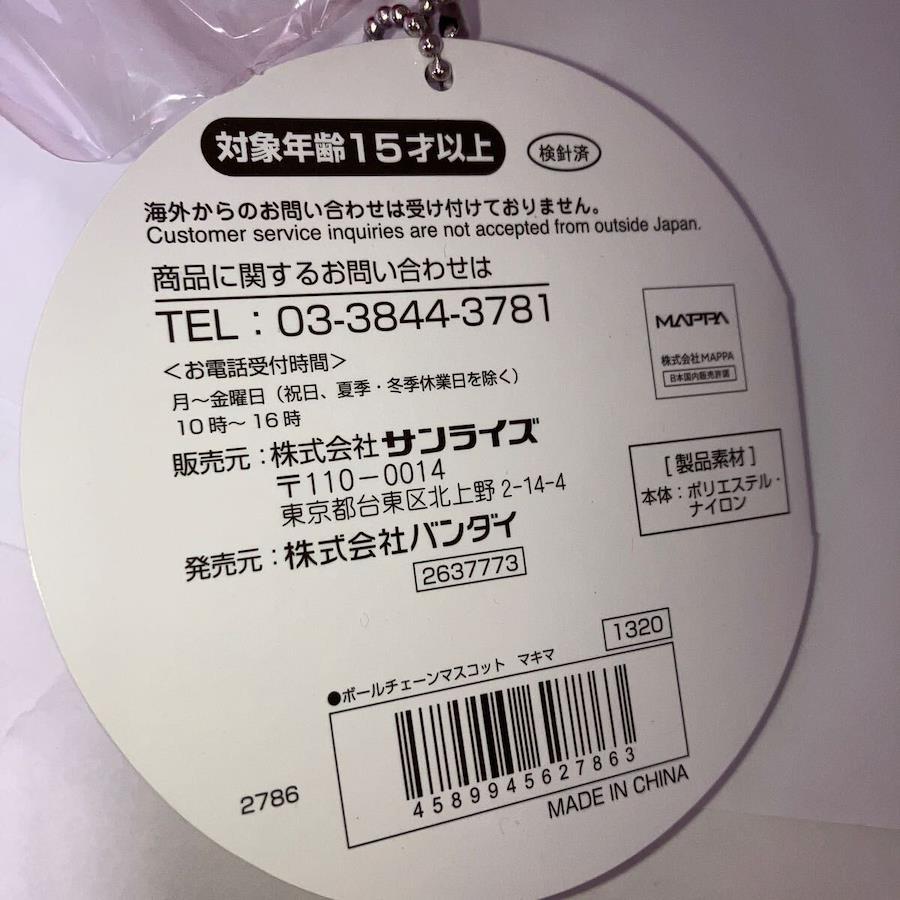 対象年齢15才以上
検針済
海外からのお問い合わせは受け付けておりません。
Customer service inquiries are not accepted from outside Japan.
商品に関するお問い合わせは
TEL：03-3844-3781
＜お電話受付時間＞
月～金曜日（祝日、夏季・冬季休業日を除く）
10時～16時
販売元：株式会社サンライズ
〒110-0014
東京都台東区北上野2-14-4
発売元：株式会社バンダイ
2637773
MAPPA
株式会社MAPPA
日本国内販売許諾
［製品素材］
本体：ポリエステル・
ナイロン
1320
●ボールチェーンマスコット マキマ
4589945627863
2786
MADE IN CHINA